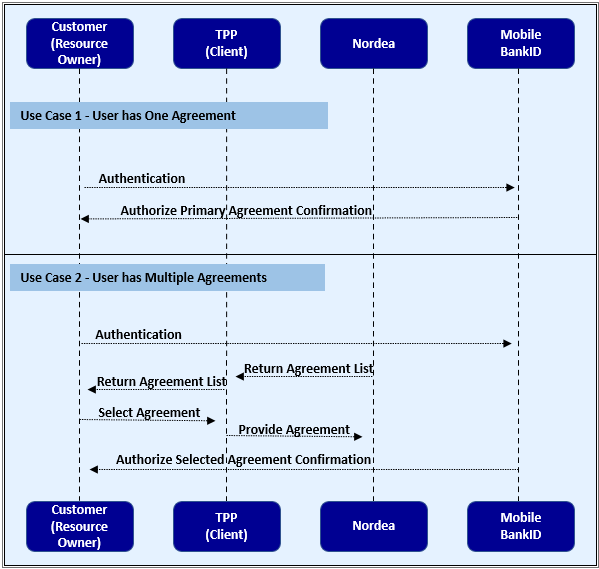 Customer
(Resource
Owner)
TPP
(Client)
Nordea
Mobile
BankID
Use Case 1 - User has One Agreement
Authentication
Authorize Primary Agreement Confirmation
Use Case 2 - User has Multiple Agreements
Authentication
Return Agreement List
Return Agreement List
Select Agreement
Provide Agreement
Authorize Selected Agreement Confirmation
Customer
(Resource
Owner)
TPP
(Client)
Nordea
Mobile
BankID